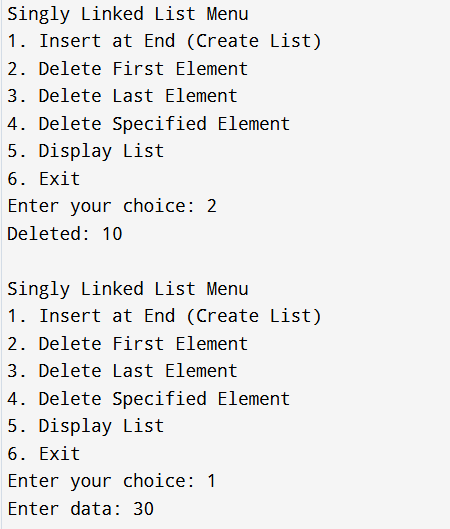 Singly Linked List Menu
1. Insert at End (Create List)
2. Delete First Element
3. Delete Last Element
4. Delete Specified Element
5. Display List
6. Exit
Enter your choice: 2
Deleted: 10

Singly Linked List Menu
1. Insert at End (Create List)
2. Delete First Element
3. Delete Last Element
4. Delete Specified Element
5. Display List
6. Exit
Enter your choice: 1
Enter data: 30